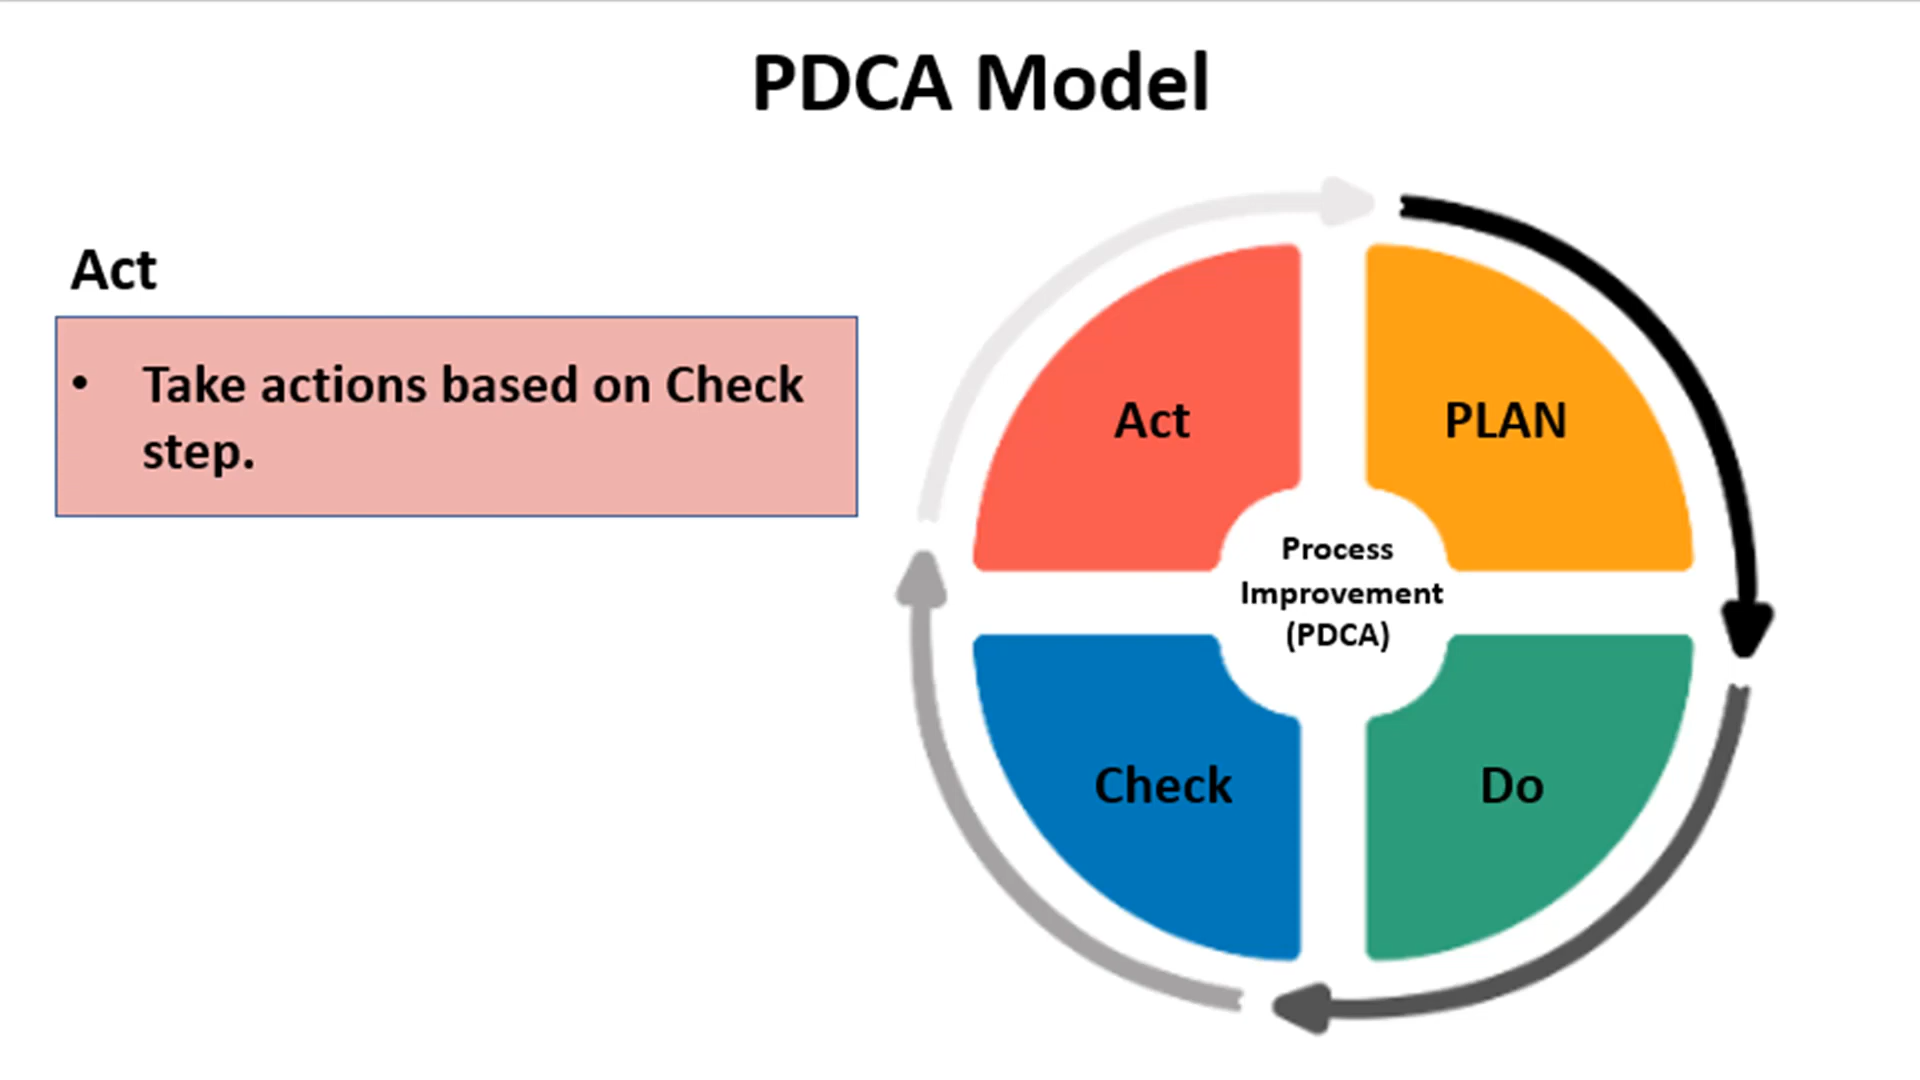 PDCA Model
Act
• Take actions based on Check
step.
Act
PLAN
Process
Improvement
(PDCA)
Check
Do